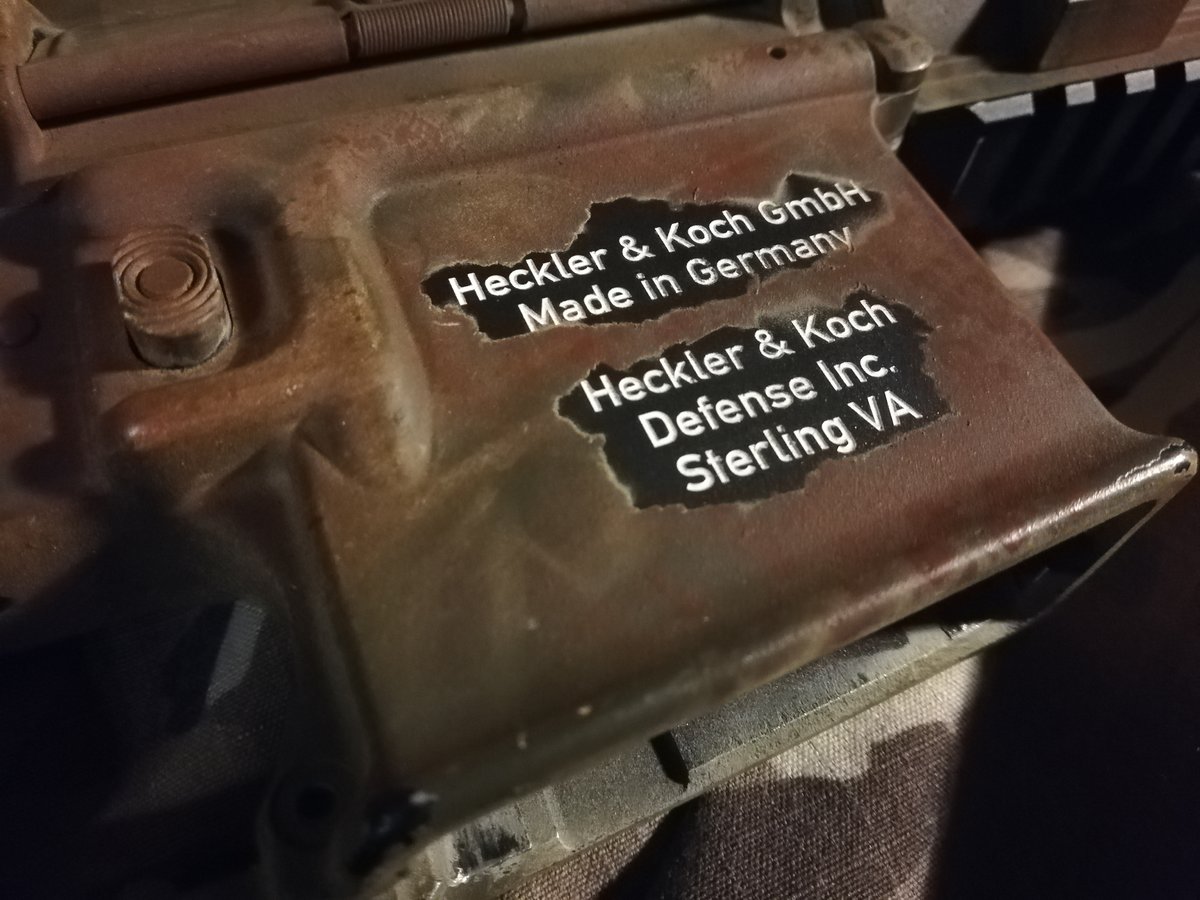 Heckler & Koch GmbH
Made in Germany
Heckler & Koch
Defense Inc.
Sterling VA